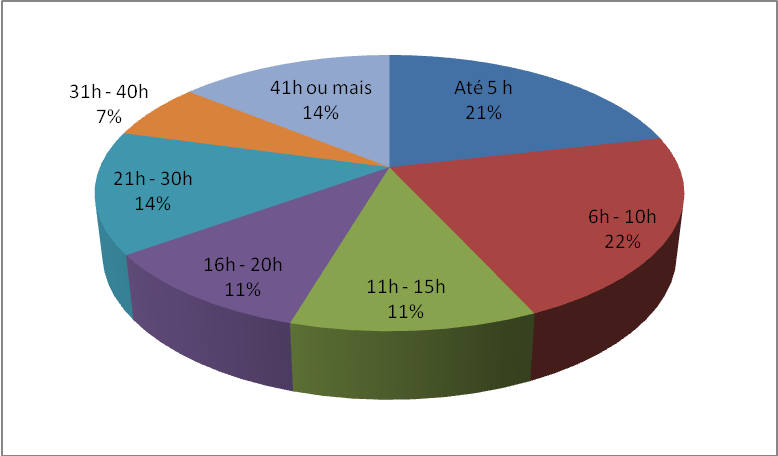 Até 5 h
21%
6h - 10h
22%
11h - 15h
11%
16h - 20h
11%
21h - 30h
14%
31h - 40h
7%
41h ou mais
14%